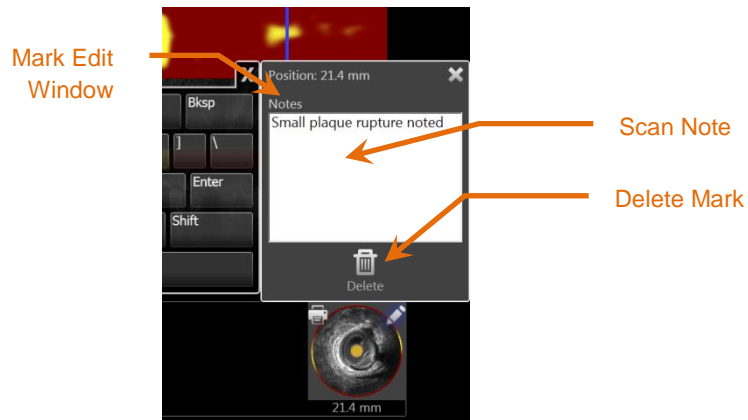 Mark Edit
Window
Position: 21.4 mm
Notes
Small plaque rupture noted
Bksp
] \
Enter
Shift
Delete
21.4 mm
Scan Note
Delete Mark